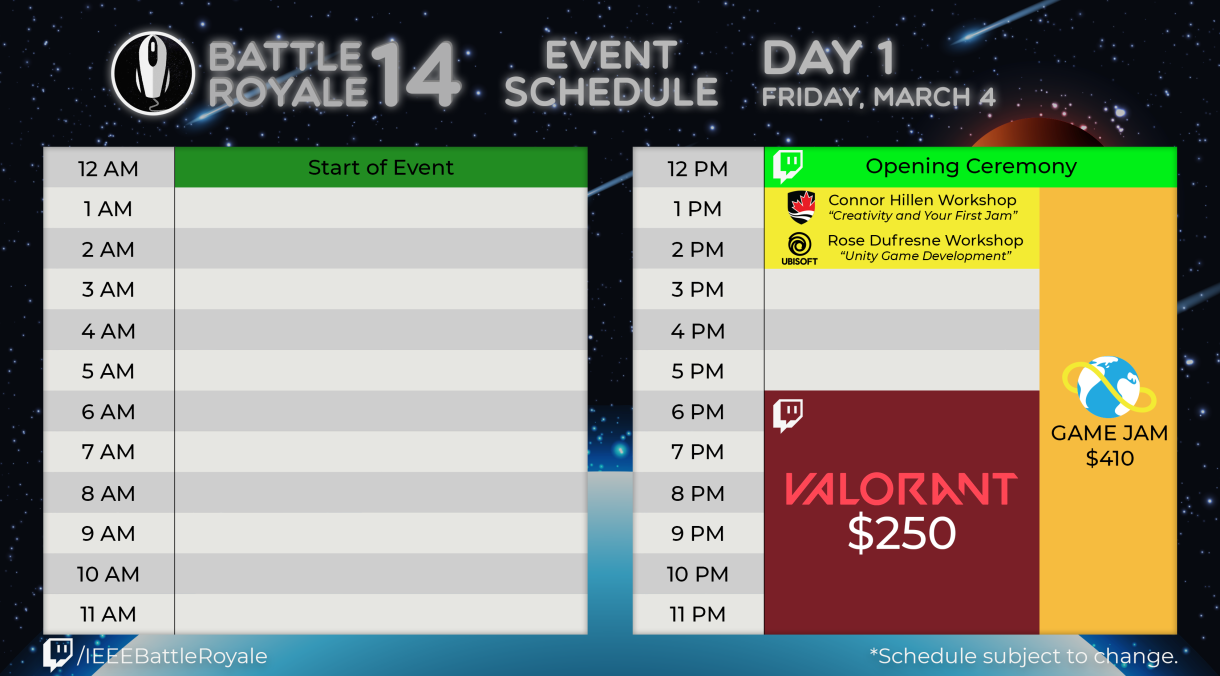 BATTLE
ROYALE 14
EVENT
SCHEDULE
DAY 1
FRIDAY, MARCH 4
12 AM Start of Event
1 AM
2 AM
3 AM
4 AM
5 AM
6 AM
7 AM
8 AM
9 AM
10 AM
11 AM
12 PM Opening Ceremony
1 PM Connor Hillen Workshop
"Creativity and Your First Jam"
2 PM Rose Dufresne Workshop
UBISOFT "Unity Game Development"
3 PM
4 PM
5 PM
6 PM
7 PM
8 PM
9 PM
10 PM
11 PM
VALORANT
$250
GAME JAM
$410
/IEEEBattleRoyale
*Schedule subject to change.